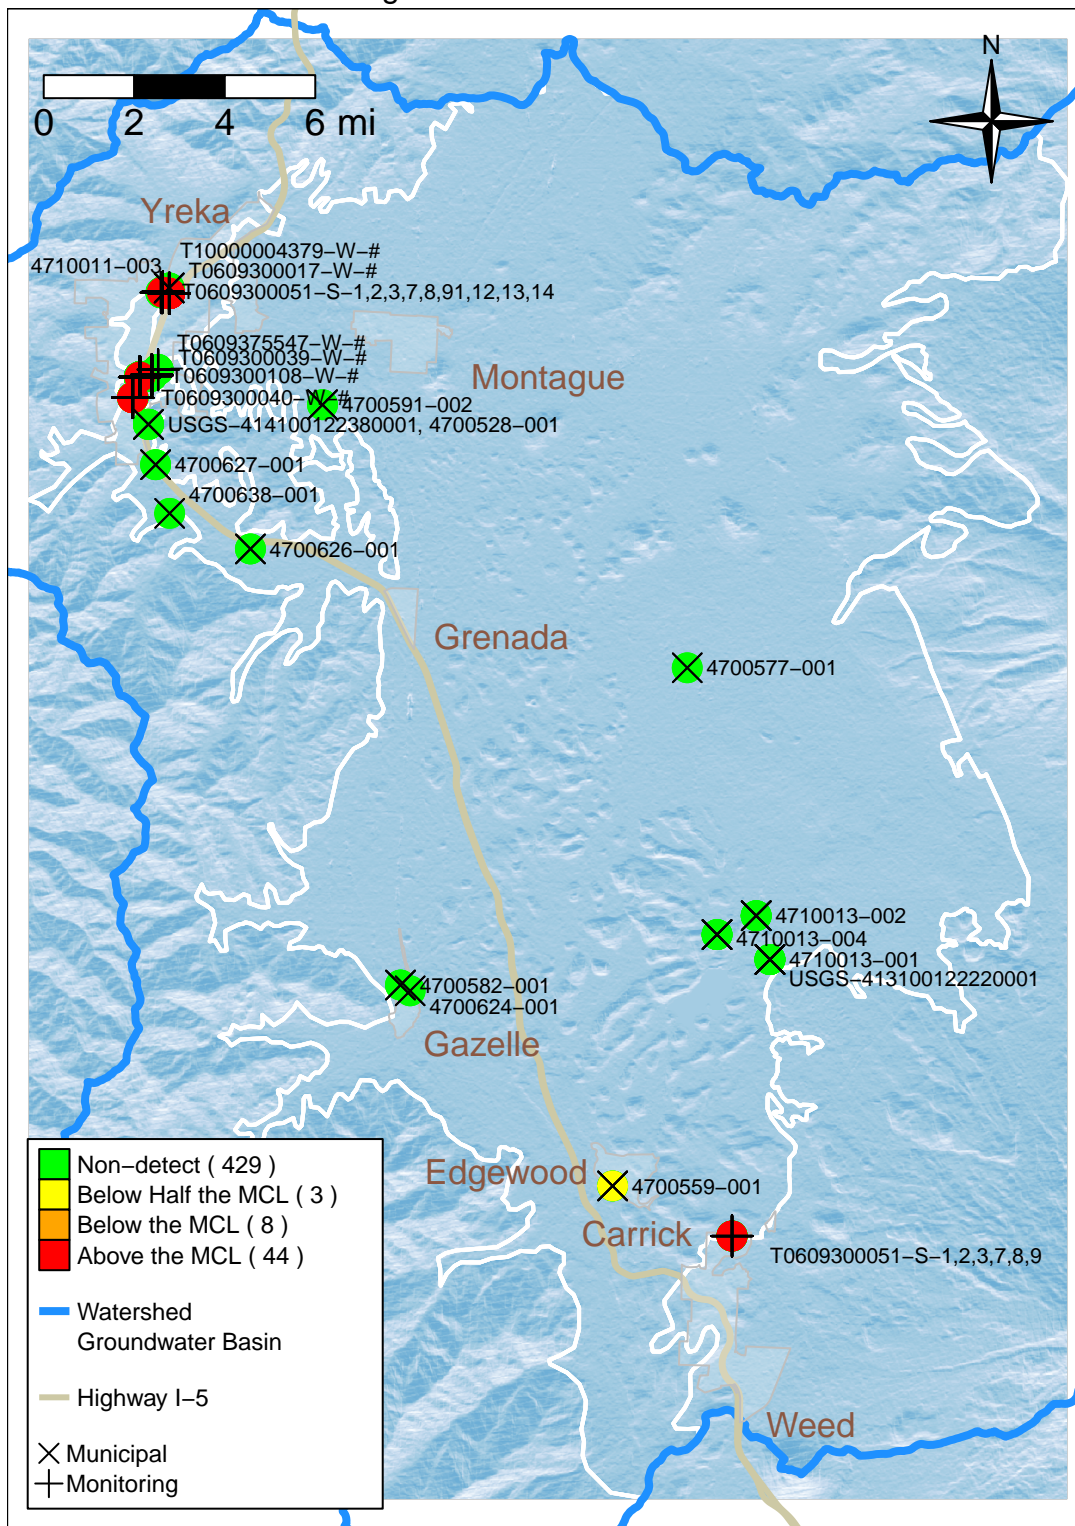 N
0 2 4 6 mi
Yreka
T10000004379−W−#
4710011−003
T0609300017−W−#
T0609300051−S−1,2,3,7,8,91,12,13,14
T0609375547−W−#
T0609300039−W−#
T0609300108−W−#
Montague
T0609300040−W−#
4700591−002
USGS−414100122380001, 4700528−001
4700627−001
4700638−001
4700626−001
Grenada
4700577−001
4710013−002
4710013−004
4710013−001
USGS−413100122220001
4700582−001
4700624−001
Gazelle
Edgewood
4700559−001
Carrick
T0609300051−S−1,2,3,7,8,9
Weed
Non−detect ( 429 )
Below Half the MCL ( 3 )
Below the MCL ( 8 )
Above the MCL ( 44 )
Watershed
Groundwater Basin
Highway I−5
Municipal
Monitoring